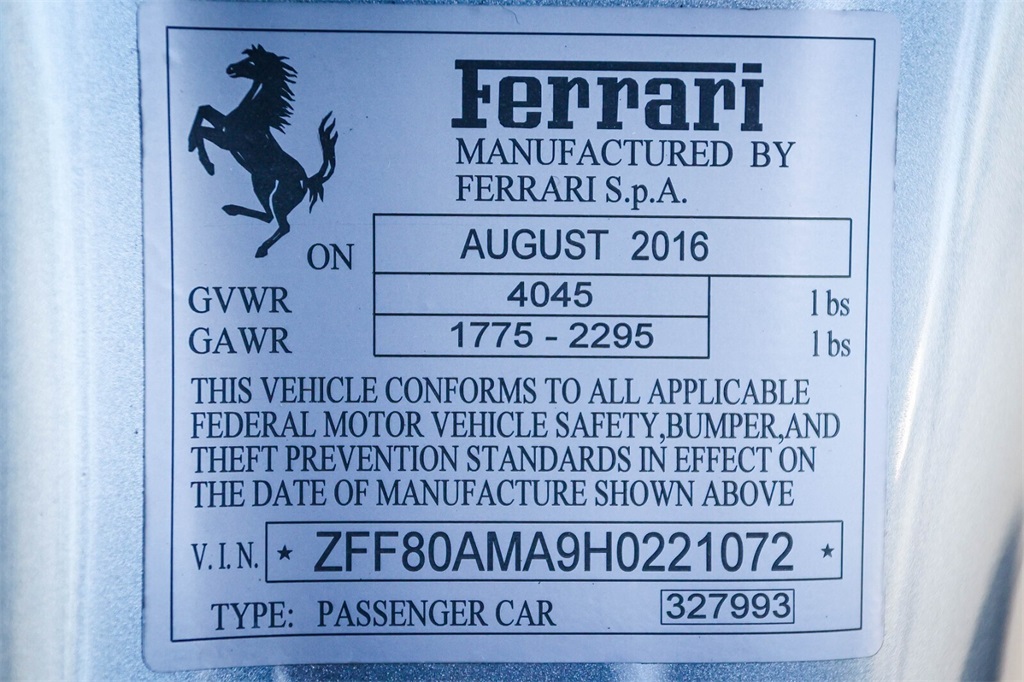 Ferrari
MANUFACTURED BY
FERRARI S.p.A.
ON AUGUST 2016
GVWR 4045 lbs
GAWR 1775 - 2295 lbs
THIS VEHICLE CONFORMS TO ALL APPLICABLE
FEDERAL MOTOR VEHICLE SAFETY,BUMPER,AND
THEFT PREVENTION STANDARDS IN EFFECT ON
THE DATE OF MANUFACTURE SHOWN ABOVE
V.I.N. ★ ZFF80AMA9H0221072 ★
TYPE: PASSENGER CAR 327993